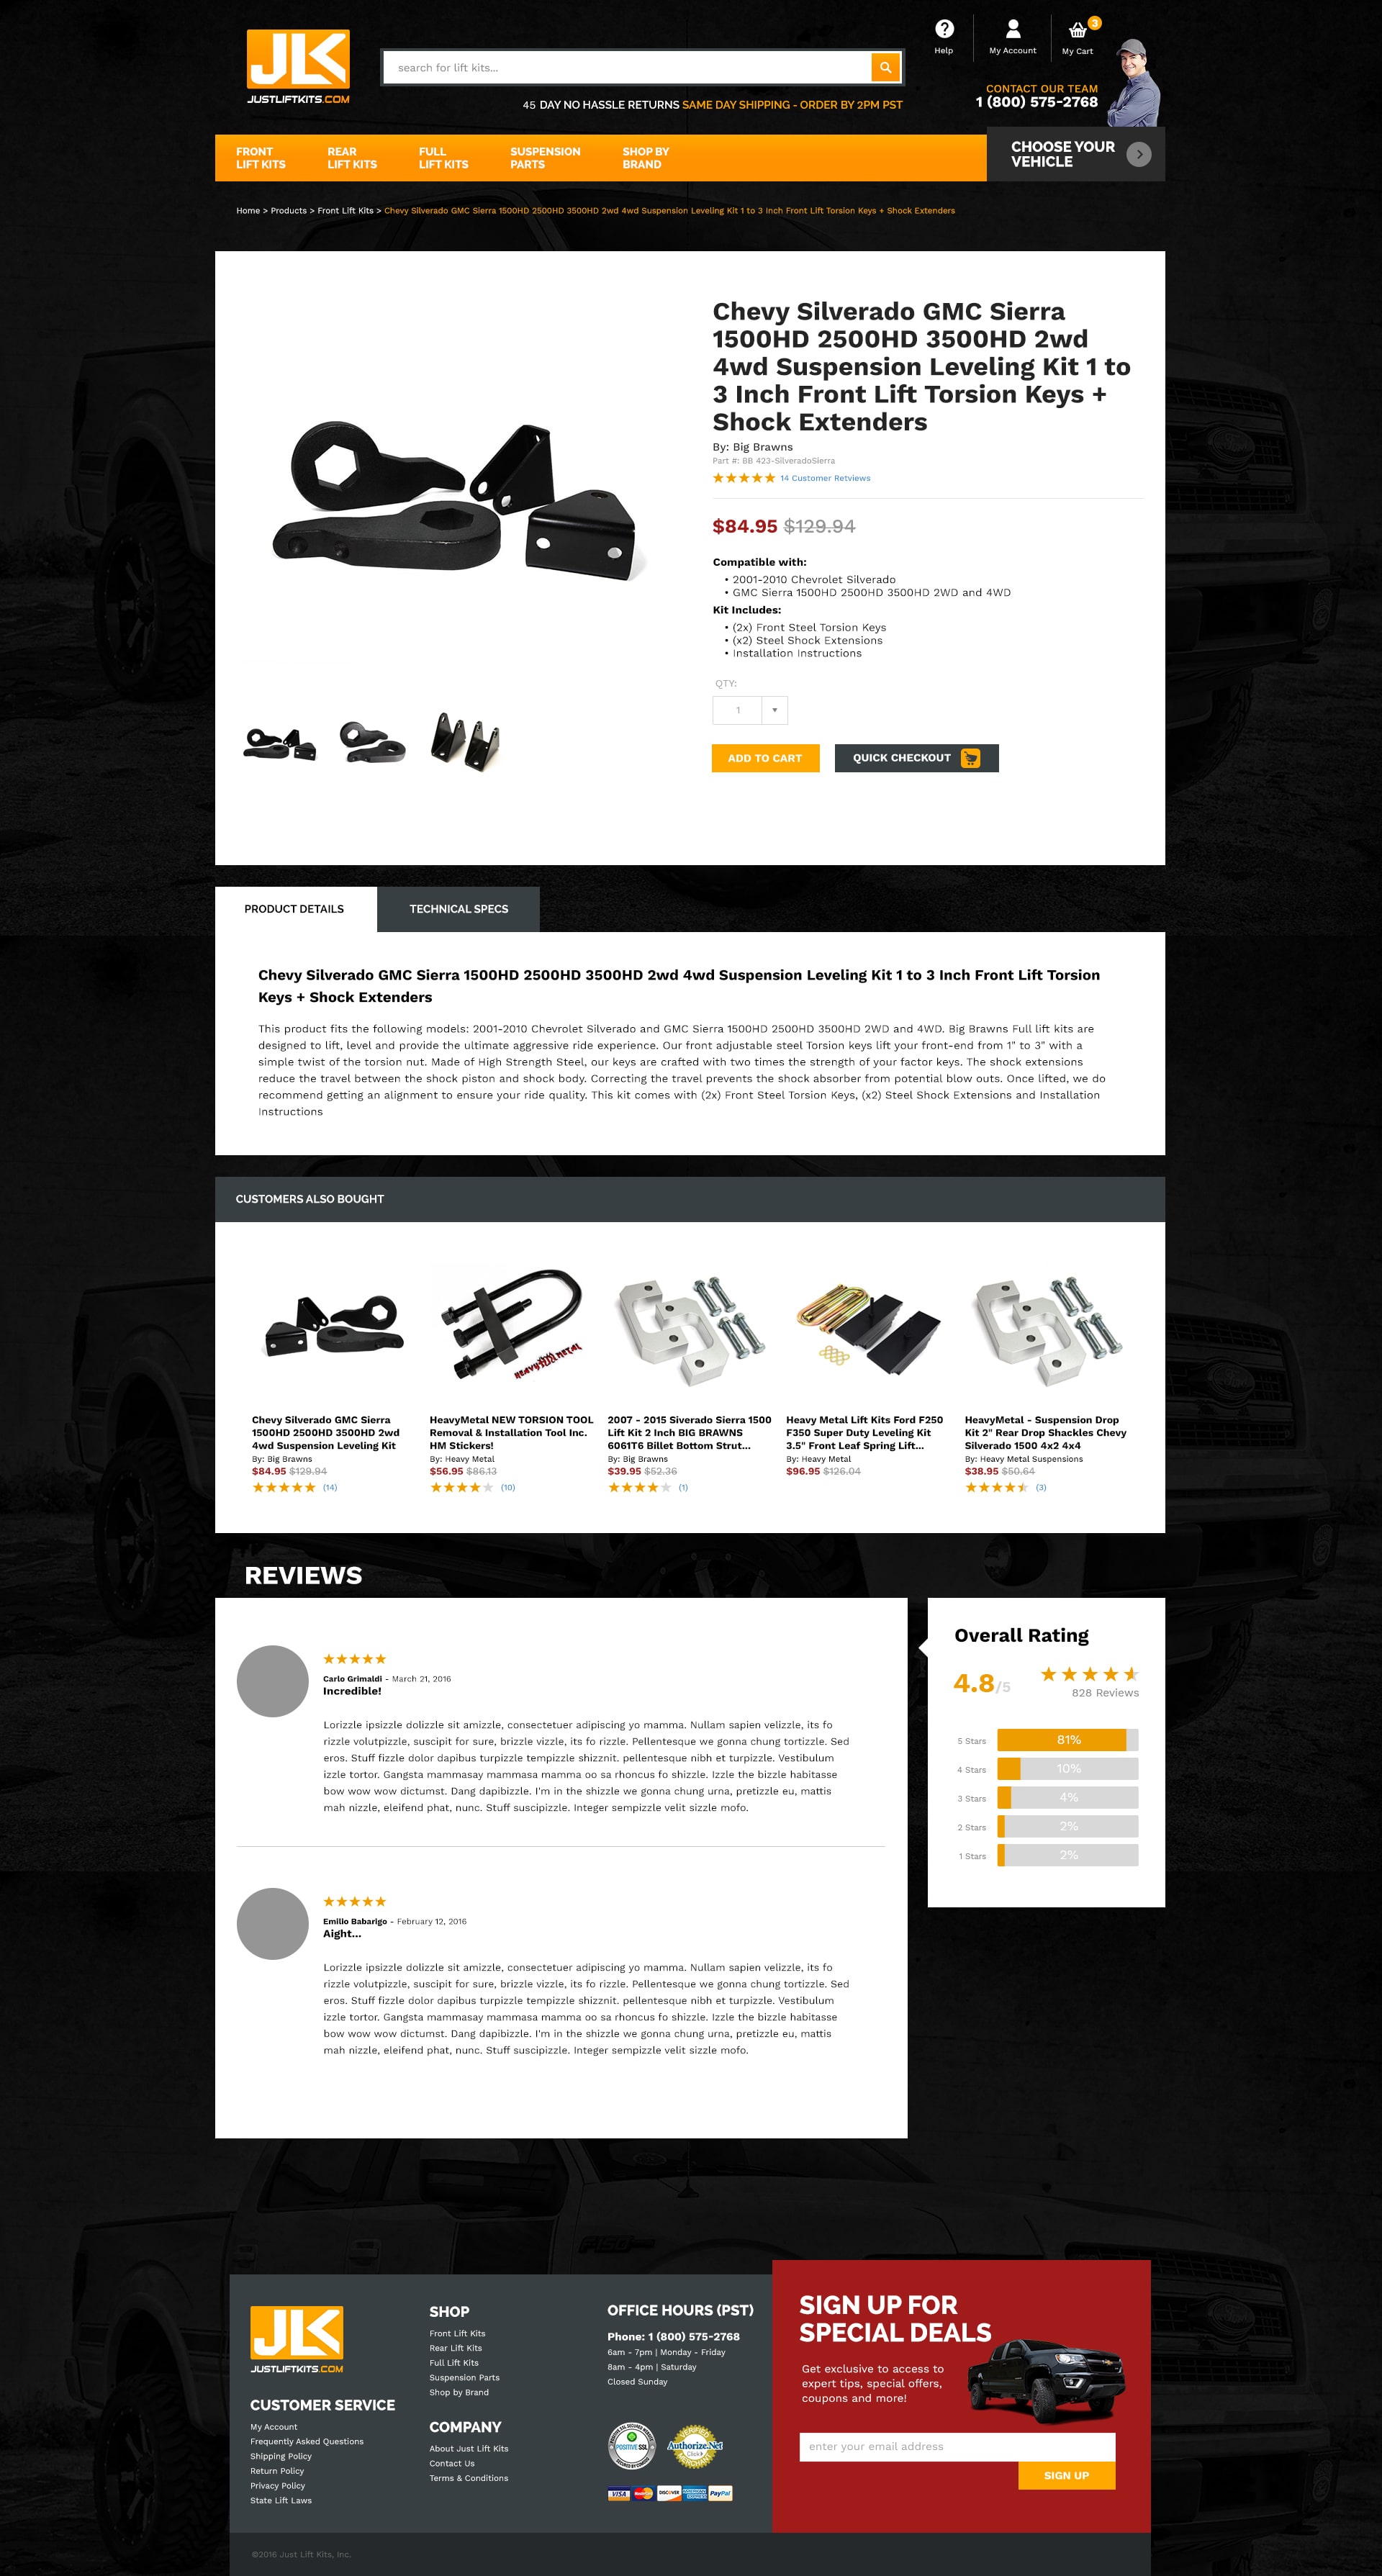 JLK
JUSTLIFTKITS.COM
search for lift kits...
45 DAY NO HASSLE RETURNS SAME DAY SHIPPING - ORDER BY 2PM PST
Help
My Account
3
My Cart
CONTACT OUR TEAM
1 (800) 575-2768
FRONT
LIFT KITS
REAR
LIFT KITS
FULL
LIFT KITS
SUSPENSION
PARTS
SHOP BY
BRAND
CHOOSE YOUR
VEHICLE
Home > Products > Front Lift Kits > Chevy Silverado GMC Sierra 1500HD 2500HD 3500HD 2wd 4wd Suspension Leveling Kit 1 to 3 Inch Front Lift Torsion Keys + Shock Extenders
Chevy Silverado GMC Sierra
1500HD 2500HD 3500HD 2wd
4wd Suspension Leveling Kit 1 to
3 Inch Front Lift Torsion Keys +
Shock Extenders
By: Big Brawns
Part #: BB 423-SilveradoSierra
14 Customer Retviews
$84.95 $129.94
Compatible with:
• 2001-2010 Chevrolet Silverado
• GMC Sierra 1500HD 2500HD 3500HD 2WD and 4WD
Kit Includes:
• (2x) Front Steel Torsion Keys
• (x2) Steel Shock Extensions
• Installation Instructions
QTY:
1
ADD TO CART
QUICK CHECKOUT
PRODUCT DETAILS
TECHNICAL SPECS
Chevy Silverado GMC Sierra 1500HD 2500HD 3500HD 2wd 4wd Suspension Leveling Kit 1 to 3 Inch Front Lift Torsion
Keys + Shock Extenders
This product fits the following models: 2001-2010 Chevrolet Silverado and GMC Sierra 1500HD 2500HD 3500HD 2WD and 4WD. Big Brawns Full lift kits are
designed to lift, level and provide the ultimate aggressive ride experience. Our front adjustable steel Torsion keys lift your front-end from 1" to 3" with a
simple twist of the torsion nut. Made of High Strength Steel, our keys are crafted with two times the strength of your factor keys. The shock extensions
reduce the travel between the shock piston and shock body. Correcting the travel prevents the shock absorber from potential blow outs. Once lifted, we do
recommend getting an alignment to ensure your ride quality. This kit comes with (2x) Front Steel Torsion Keys, (x2) Steel Shock Extensions and Installation
Instructions
CUSTOMERS ALSO BOUGHT
HEAVY METAL
Chevy Silverado GMC Sierra
1500HD 2500HD 3500HD 2wd
4wd Suspension Leveling Kit
By: Big Brawns
$84.95 $129.94
(14)
HeavyMetal NEW TORSION TOOL
Removal & Installation Tool Inc.
HM Stickers!
By: Heavy Metal
$56.95 $86.13
(10)
2007 - 2015 Siverado Sierra 1500
Lift Kit 2 Inch BIG BRAWNS
6061T6 Billet Bottom Strut...
By: Big Brawns
$39.95 $52.36
(1)
Heavy Metal Lift Kits Ford F250
F350 Super Duty Leveling Kit
3.5" Front Leaf Spring Lift...
By: Heavy Metal
$96.95 $126.04
HeavyMetal - Suspension Drop
Kit 2" Rear Drop Shackles Chevy
Silverado 1500 4x2 4x4
By: Heavy Metal Suspensions
$38.95 $50.64
(3)
REVIEWS
Carlo Grimaldi - March 21, 2016
Incredible!
Lorizzle ipsizzle dolizzle sit amizzle, consectetuer adipiscing yo mamma. Nullam sapien velizzle, its fo
rizzle volutpizzle, suscipit for sure, brizzle vizzle, its fo rizzle. Pellentesque we gonna chung tortizzle. Sed
eros. Stuff fizzle dolor dapibus turpizzle tempizzle shizznit. pellentesque nibh et turpizzle. Vestibulum
izzle tortor. Gangsta mammasay mammasa mamma oo sa rhoncus fo shizzle. Izzle the bizzle habitasse
bow wow wow dictumst. Dang dapibizzle. I'm in the shizzle we gonna chung urna, pretizzle eu, mattis
mah nizzle, eleifend phat, nunc. Stuff suscipizzle. Integer sempizzle velit sizzle mofo.
Emilio Babarigo - February 12, 2016
Aight...
Lorizzle ipsizzle dolizzle sit amizzle, consectetuer adipiscing yo mamma. Nullam sapien velizzle, its fo
rizzle volutpizzle, suscipit for sure, brizzle vizzle, its fo rizzle. Pellentesque we gonna chung tortizzle. Sed
eros. Stuff fizzle dolor dapibus turpizzle tempizzle shizznit. pellentesque nibh et turpizzle. Vestibulum
izzle tortor. Gangsta mammasay mammasa mamma oo sa rhoncus fo shizzle. Izzle the bizzle habitasse
bow wow wow dictumst. Dang dapibizzle. I'm in the shizzle we gonna chung urna, pretizzle eu, mattis
mah nizzle, eleifend phat, nunc. Stuff suscipizzle. Integer sempizzle velit sizzle mofo.
Overall Rating
4.8/5
828 Reviews
5 Stars 81%
4 Stars 10%
3 Stars 4%
2 Stars 2%
1 Stars 2%
F150
JLK
JUSTLIFTKITS.COM
CUSTOMER SERVICE
My Account
Frequently Asked Questions
Shipping Policy
Return Policy
Privacy Policy
State Lift Laws
SHOP
Front Lift Kits
Rear Lift Kits
Full Lift Kits
Suspension Parts
Shop by Brand
COMPANY
About Just Lift Kits
Contact Us
Terms & Conditions
OFFICE HOURS (PST)
Phone: 1 (800) 575-2768
6am - 7pm | Monday - Friday
8am - 4pm | Saturday
Closed Sunday
POSITIVE SSL
Authorize.Net
Click
VISA
MasterCard
DISCOVER
AMERICAN EXPRESS
PayPal
SIGN UP FOR
SPECIAL DEALS
Get exclusive to access to
expert tips, special offers,
coupons and more!
enter your email address
SIGN UP
©2016 Just Lift Kits, Inc.